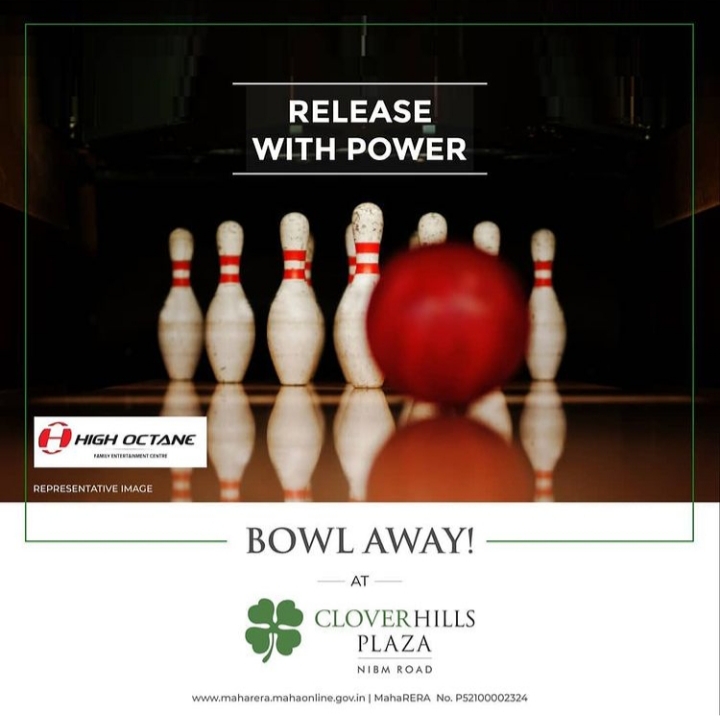 RELEASE
WITH POWER
HIGH OCTANE
FAMILY ENTERTAINMENT CENTRE
REPRESENTATIVE IMAGE
BOWL AWAY!
AT
CLOVERHILLS
PLAZA
NIBM ROAD
www.maharera.mahaonline.gov.in | MahaRERA No. P52100002324